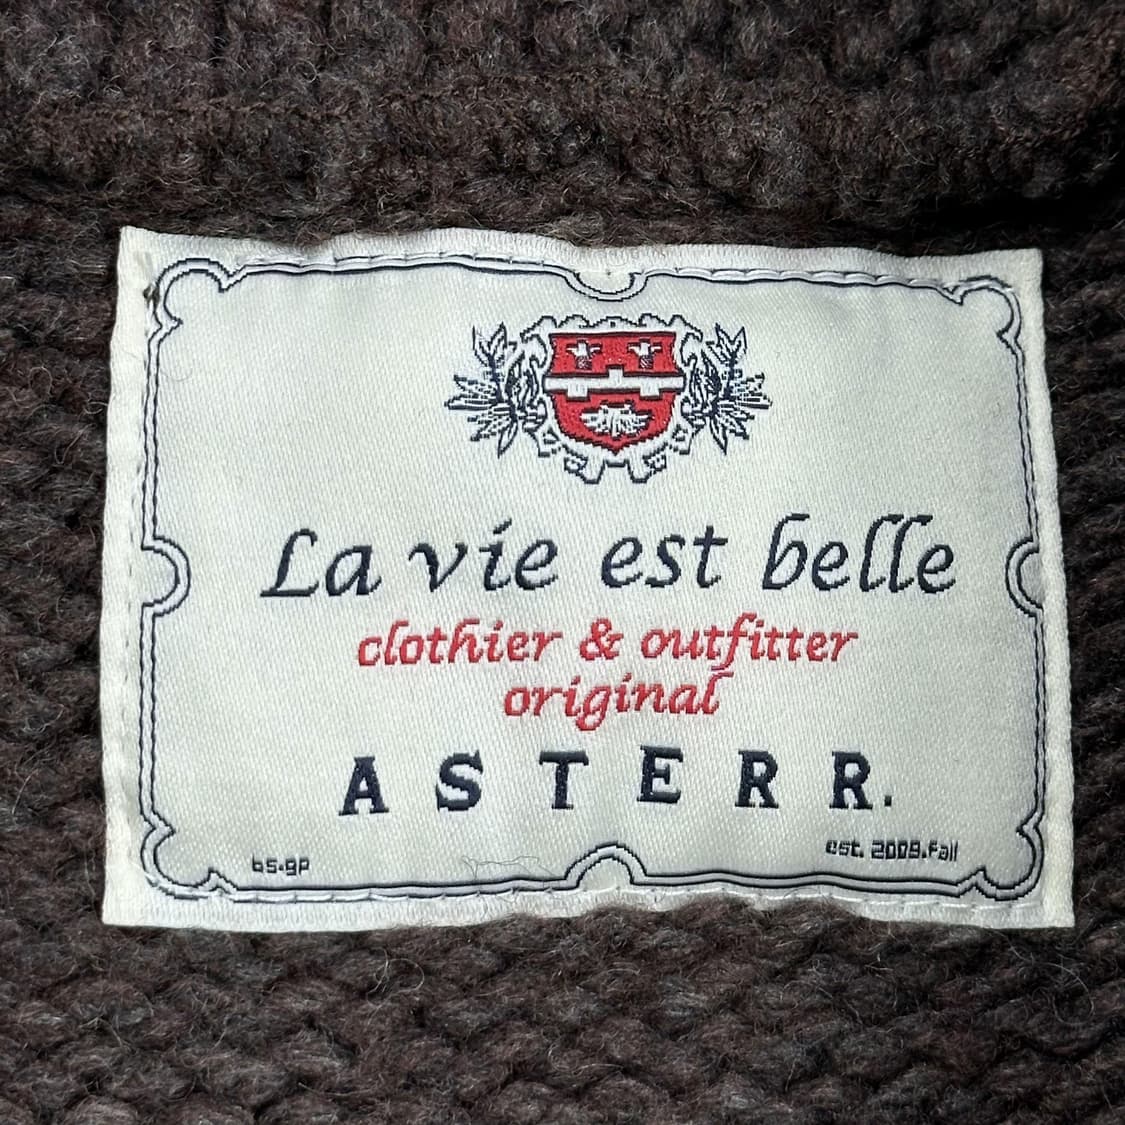 La vie est belle
clothier & outfitter
original
ASTERR.
bs-gp
est. 2009.Fall